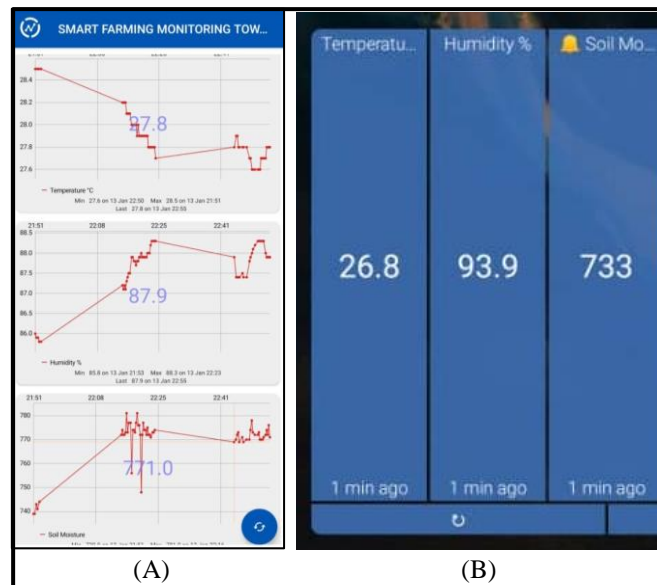 SMART FARMING MONITORING TOW...
28.4
28.2
28.0
27.8
27.6
27.8
Temperature °C
Min 27.6 on 13 Jan 22:50 Max 28.5 on 13 Jan 21:51
Last 27.8 on 13 Jan 22:55
21:51 22:08 22:25 22:41
88.5
88.0
87.5
87.0
86.5
86.0
87.9
Humidity %
Min 85.8 on 13 Jan 21:53 Max 88.3 on 13 Jan 22:23
Last 87.9 on 13 Jan 22:55
21:51 22:08 22:25 22:41
780
770
760
750
740
771.0
Soil Moisture
(A)
Temperatu... Humidity % Soil Mo...
26.8 93.9 733
1 min ago 1 min ago 1 min ago
(B)